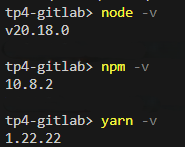 tp4-gitlab> node -v
v20.18.0
tp4-gitlab> npm -v
10.8.2
tp4-gitlab> yarn -v
1.22.22